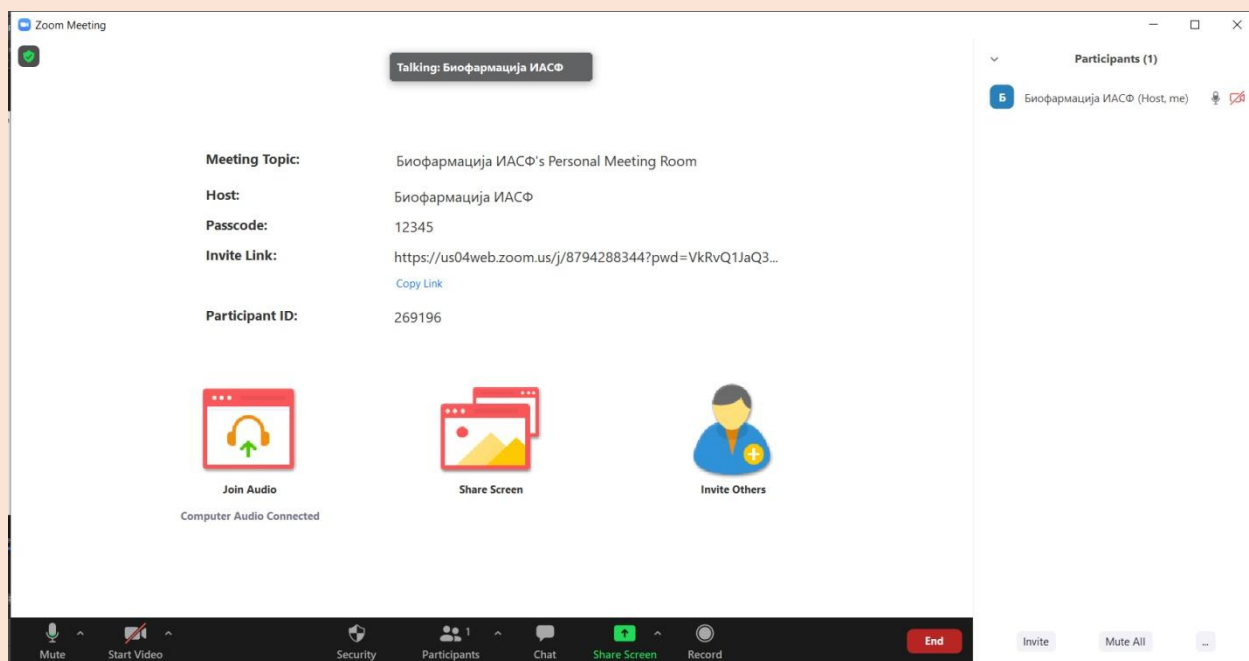 Zoom Meeting
Talking: Биофармација ИАСФ
Meeting Topic: Биофармација ИАСФ's Personal Meeting Room
Host: Биофармација ИАСФ
Passcode: 12345
Invite Link: https://us04web.zoom.us/j/8794288344?pwd=VkRvQ1JaQ3...
Copy Link
Participant ID: 269196
Join Audio Share Screen Invite Others
Computer Audio Connected
Mute Start Video Security Participants 1 Chat Share Screen Record End
Participants (1)
Б Биофармација ИАСФ (Host, me)
Invite Mute All ...